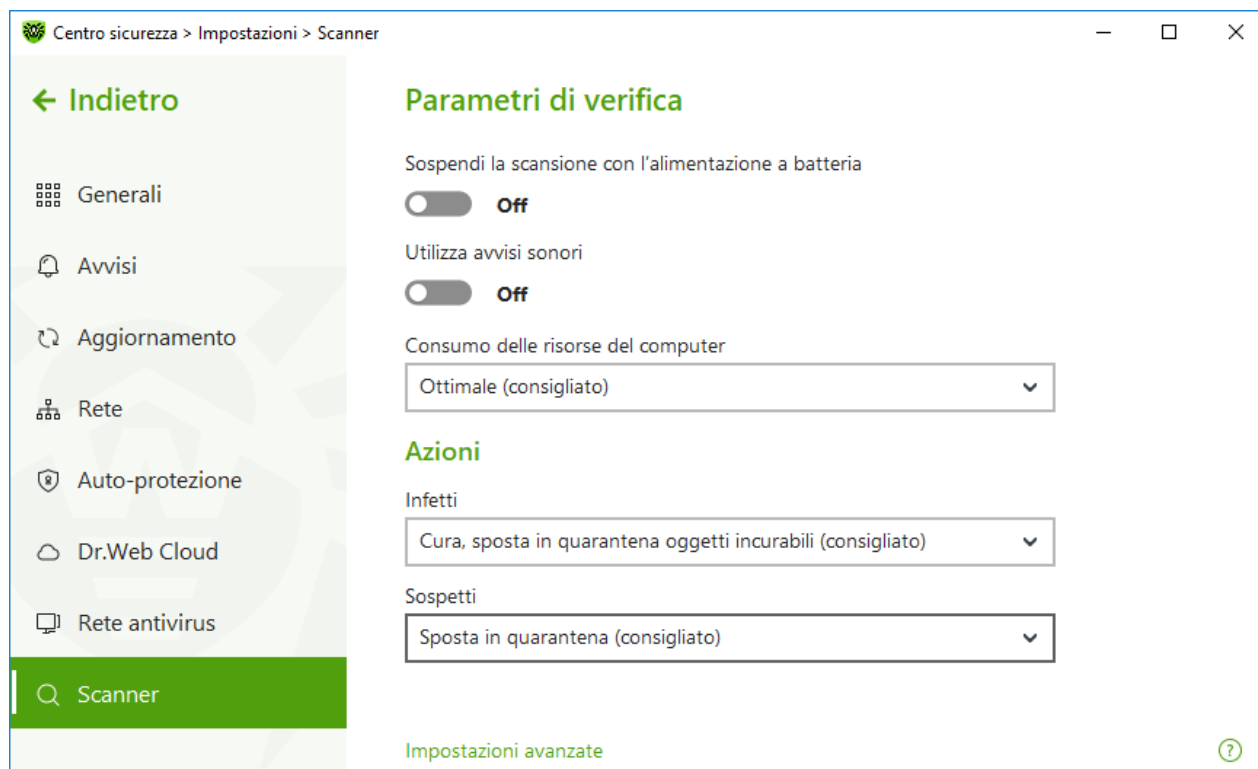 Centro sicurezza > Impostazioni > Scanner
Indietro
Generali
Avvisi
Aggiornamento
Rete
Auto-protezione
Dr.Web Cloud
Rete antivirus
Scanner
Parametri di verifica
Sospendi la scansione con l'alimentazione a batteria
Off
Utilizza avvisi sonori
Off
Consumo delle risorse del computer
Ottimale (consigliato)
Azioni
Infetti
Cura, sposta in quarantena oggetti incurabili (consigliato)
Sospetti
Sposta in quarantena (consigliato)
Impostazioni avanzate
?